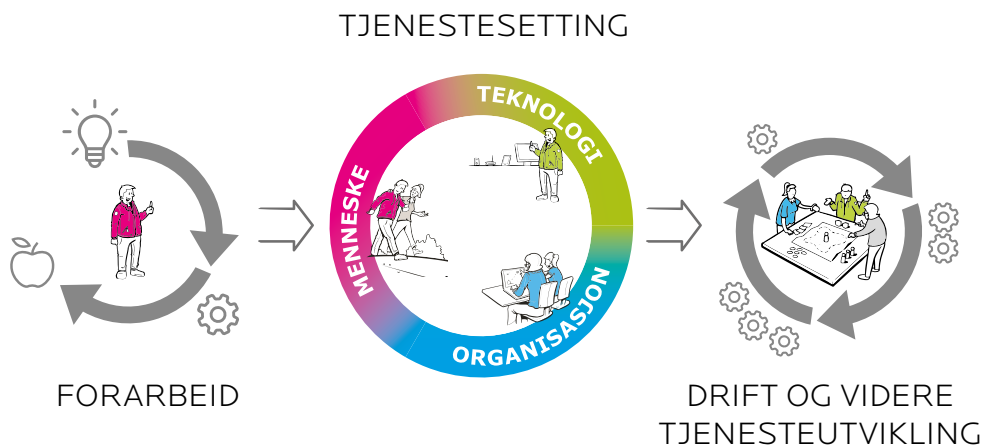 TJENESTESETTING
MENNESKE
TEKNOLOGI
ORGANISASJON
FORARBEID
DRIFT OG VIDERE
TJENESTEUTVIKLING